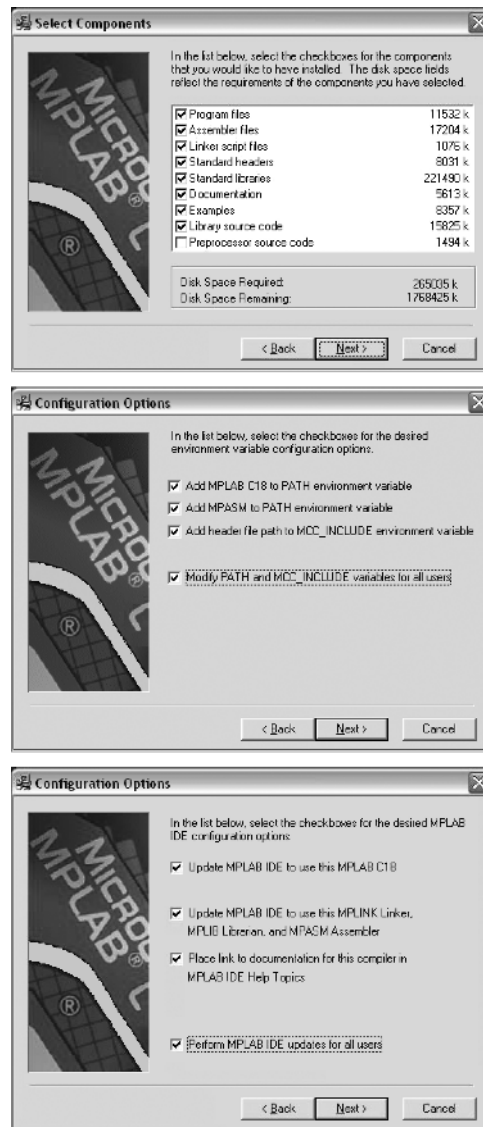 Select Components
In the list below, select the checkboxes for the components
that you would like to have installed. The disk space fields
reflect the requirements of the components you have selected.
MICRO
MPLAB C
®
Program files 11532 k
Assembler files 17204 k
Linker script files 1076 k
Standard headers 8031 k
Standard libraries 221490 k
Documentation 5613 k
Examples 8357 k
Library source code 15825 k
Preprocessor source code 1494 k
Disk Space Required: 265035 k
Disk Space Remaining: 1768425 k
< Back Next > Cancel
Configuration Options
In the list below, select the checkboxes for the desired
environment variable configuration options.
MICRO
MPLAB C
®
Add MPLAB C18 to PATH environment variable
Add MPASM to PATH environment variable
Add header file path to MCC_INCLUDE environment variable
Modify PATH and MCC_INCLUDE variables for all users
< Back Next > Cancel
Configuration Options
In the list below, select the checkboxes for the desired MPLAB
IDE configuration options:
MICRO
MPLAB C
®
Update MPLAB IDE to use this MPLAB C18
Update MPLAB IDE to use this MPLINK Linker,
MPLIB Librarian, and MPASM Assembler
Place link to documentation for this compiler in
MPLAB IDE Help Topics
Perform MPLAB IDE updates for all users
< Back Next > Cancel